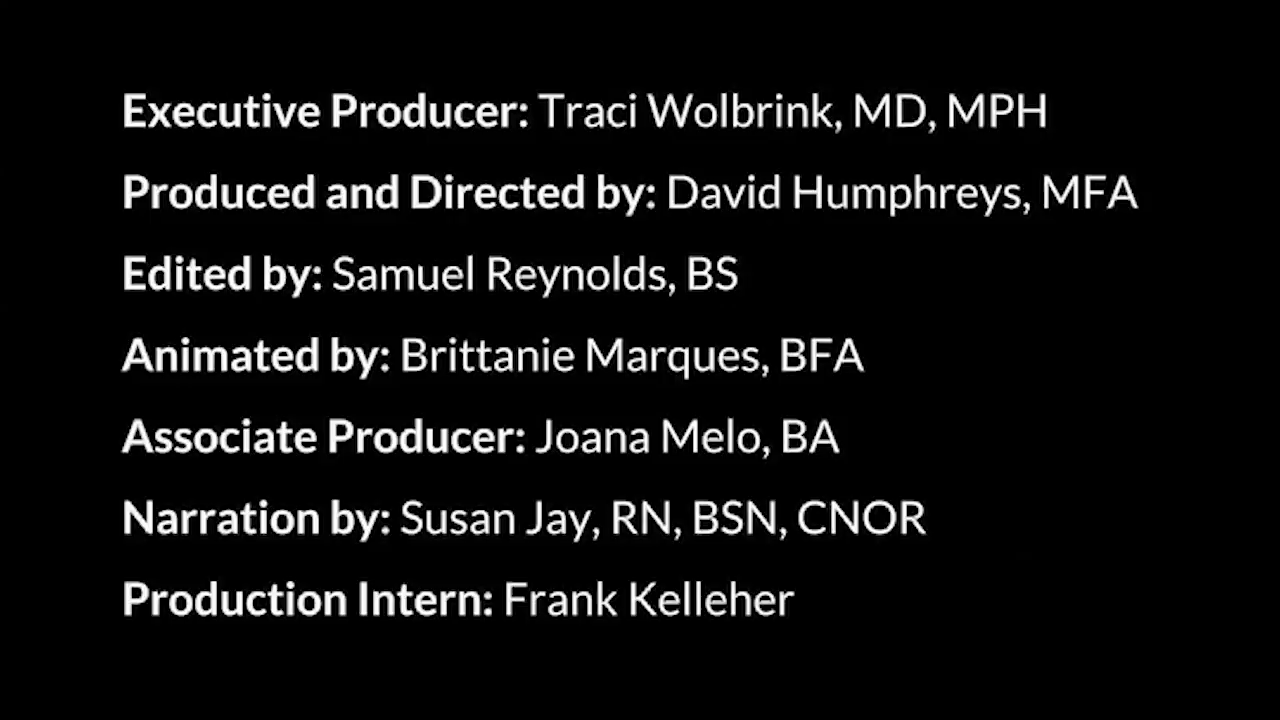 Executive Producer: Traci Wolbrink, MD, MPH
Produced and Directed by: David Humphreys, MFA
Edited by: Samuel Reynolds, BS
Animated by: Brittanie Marques, BFA
Associate Producer: Joana Melo, BA
Narration by: Susan Jay, RN, BSN, CNOR
Production Intern: Frank Kelleher